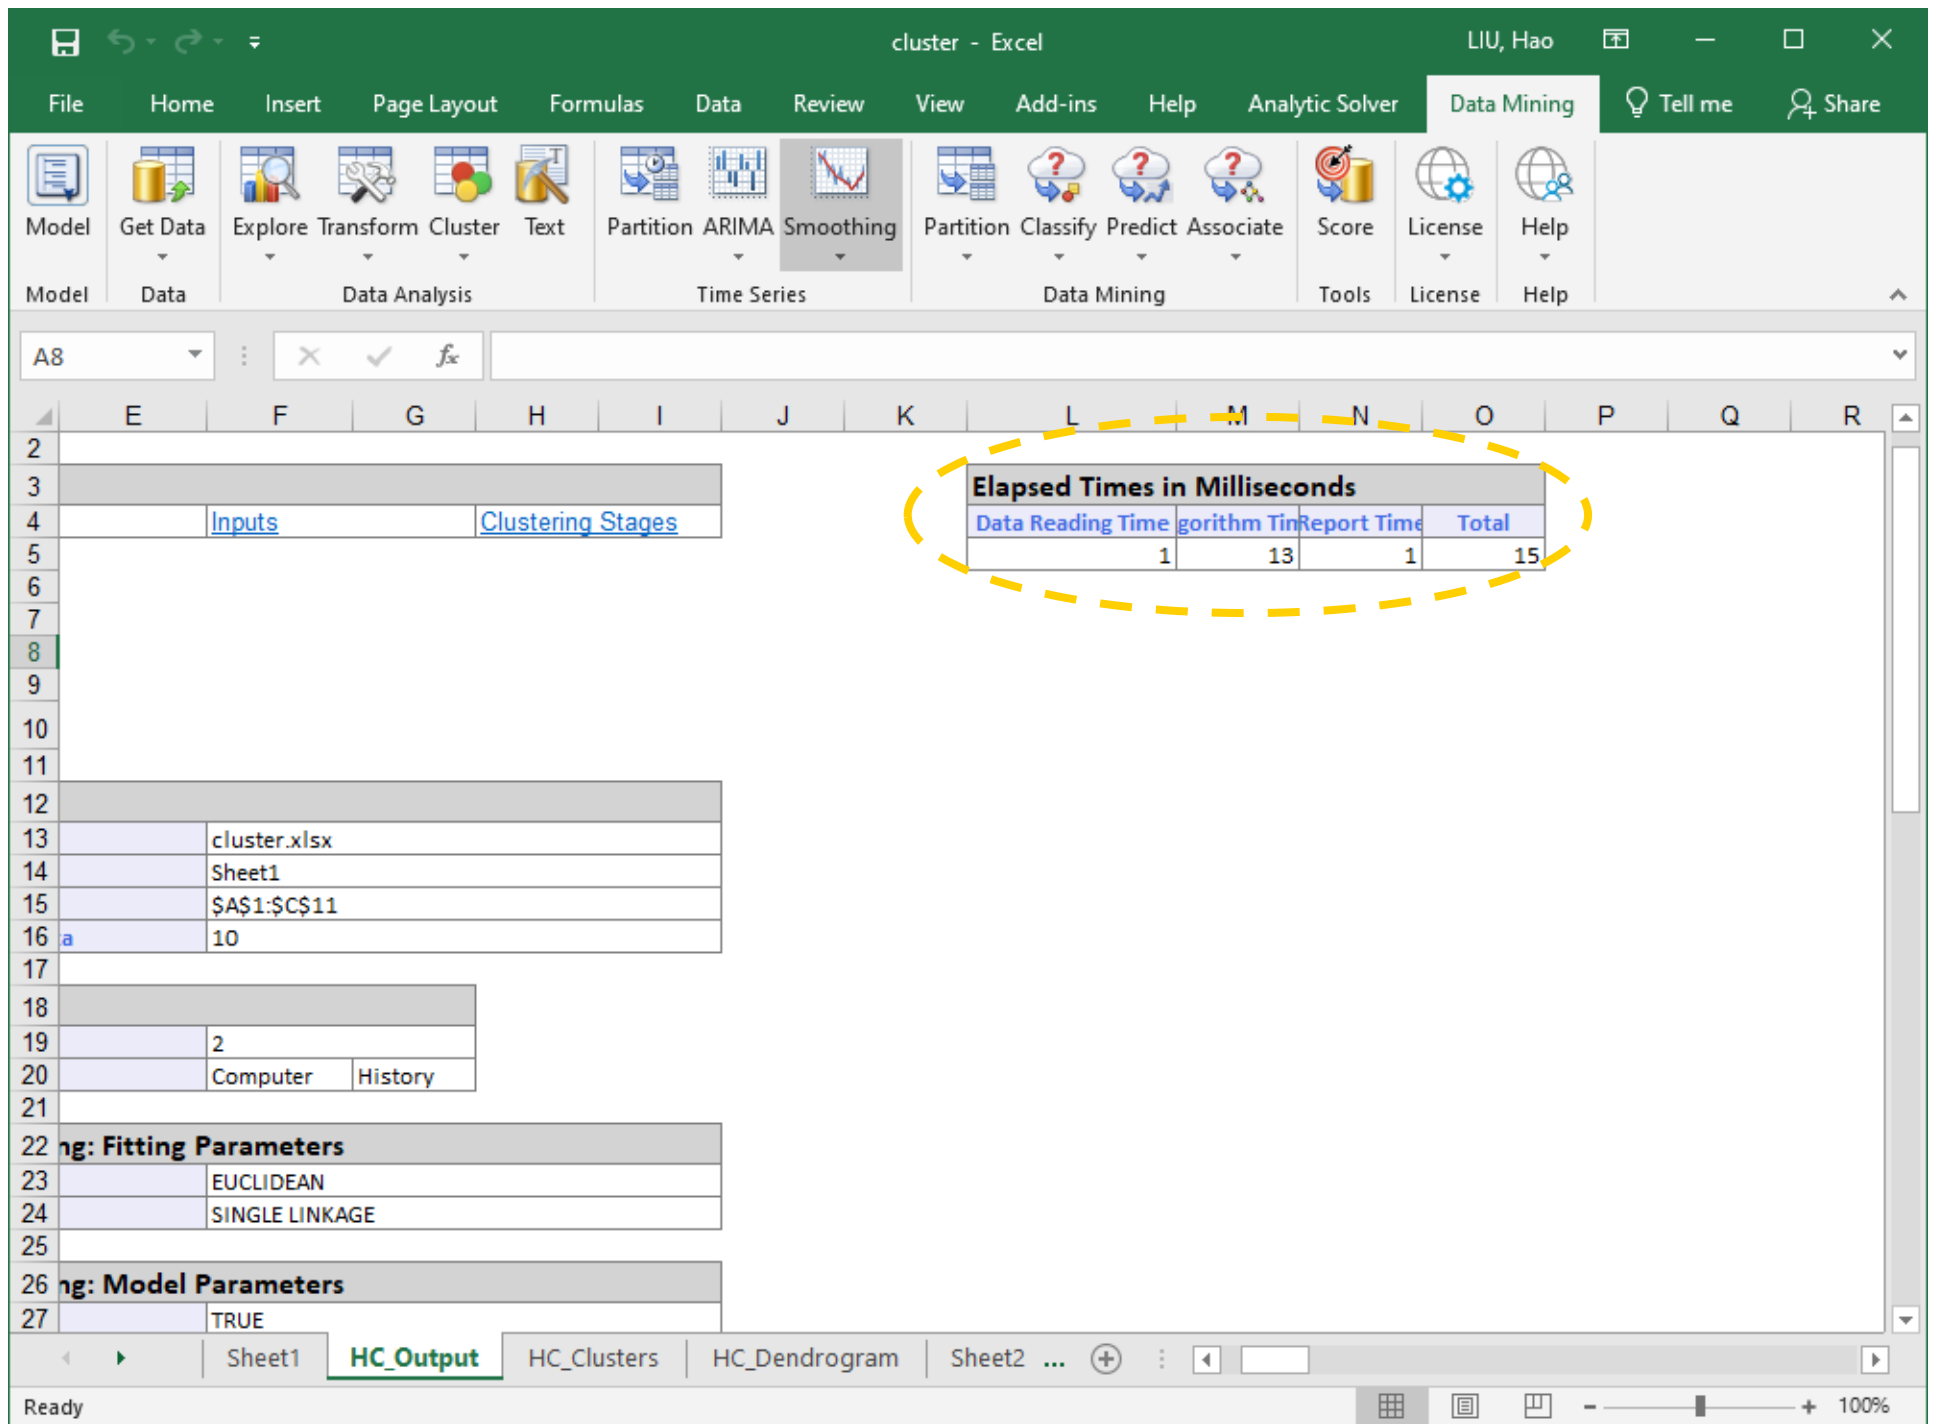 cluster - Excel
LIU, Hao
File Home Insert Page Layout Formulas Data Review View Add-ins Help Analytic Solver Data Mining Tell me Share
Model Get Data Explore Transform Cluster Text Partition ARIMA Smoothing Partition Classify Predict Associate Score License Help
Model Data Data Analysis Time Series Data Mining Tools License Help
A8 fx
E F G H I J K L M N O P Q R
2
3 Elapsed Times in Milliseconds
4 Inputs Clustering Stages Data Reading Time gorithm Tim Report Time Total
5 1 13 1 15
6
7
8
9
10
11
12
13 cluster.xlsx
14 Sheet1
15 $A$1:$C$11
16 a 10
17
18
19 2
20 Computer History
21
22 ng: Fitting Parameters
23 EUCLIDEAN
24 SINGLE LINKAGE
25
26 ng: Model Parameters
27 TRUE
Sheet1 HC_Output HC_Clusters HC_Dendrogram Sheet2 ...
Ready 100%